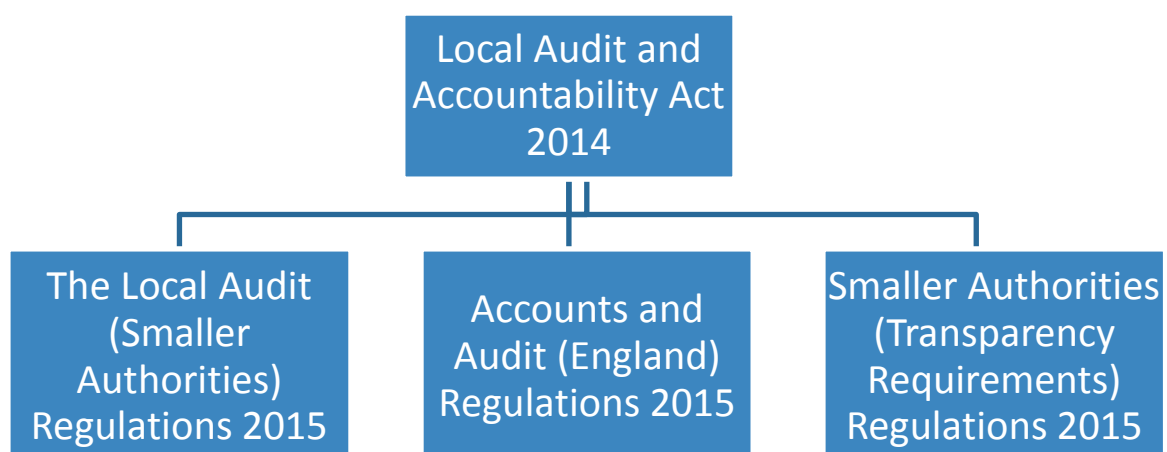 Local Audit and
Accountability Act
2014
The Local Audit
(Smaller
Authorities)
Regulations 2015
Accounts and
Audit (England)
Regulations 2015
Smaller Authorities
(Transparency
Requirements)
Regulations 2015